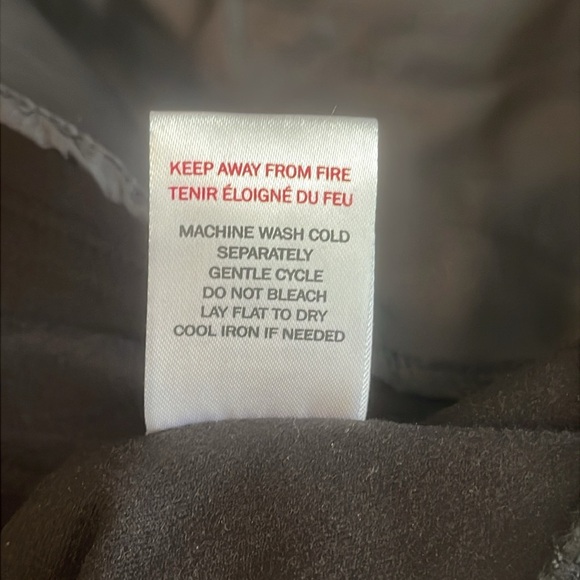 KEEP AWAY FROM FIRE
TENIR ÉLOIGNÉ DU FEU
MACHINE WASH COLD
SEPARATELY
GENTLE CYCLE
DO NOT BLEACH
LAY FLAT TO DRY
COOL IRON IF NEEDED